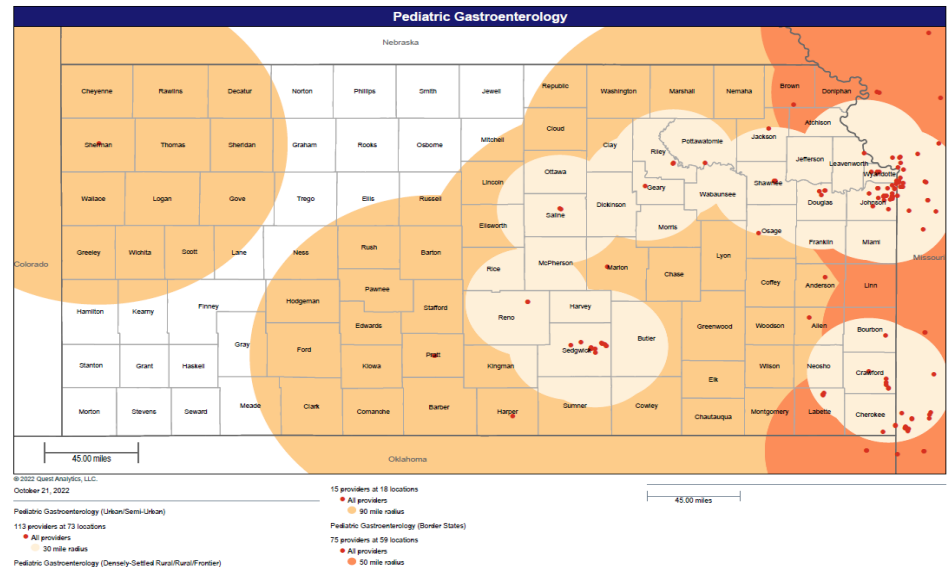 Pediatric Gastroenterology
Nebraska
Cheyenne Rawlins Decatur Norton Phillips Smith Jewell Republic Washington Marshall Nemaha Brown Doniphan
Atchison
Cloud
Sherman Thomas Sheridan Graham Rooks Osborne Mitchell Clay Riley Pottawatomie Jackson
Jefferson Leavenworth
Ottawa
Wyandotte
Lincoln Geary Shawnee
Wallace Logan Gove Trego Ellis Russell Dickinson Wabaunsee Douglas Johnson
Saline
Ellsworth Morris Osage
Franklin Miami
Greeley Wichita Scott Lane Ness Rush Barton Lyon
Colorado Missouri
Rice McPherson Marion Chase
Pawnee Coffey Anderson Linn
Hodgeman
Hamilton Kearny Finney Stafford Reno Harvey
Edwards Greenwood Woodson Allen Bourbon
Gray Butler
Ford Pratt Sedgwick
Stanton Grant Haskell Kiowa Kingman Wilson Neosho Crawford
Elk
Meade Clark Comanche Barber Harper Sumner Cowley Montgomery Labette Cherokee
Morton Stevens Seward Chautauqua
45.00 miles
Oklahoma
© 2022 Quest Analytics, LLC.
October 21, 2022
Pediatric Gastroenterology (Urban/Semi-Urban)
113 providers at 73 locations
All providers
30 mile radius
Pediatric Gastroenterology (Densely-Settled Rural/Rural/Frontier)
15 providers at 18 locations
All providers
90 mile radius
Pediatric Gastroenterology (Border States)
75 providers at 59 locations
All providers
50 mile radius
45.00 miles